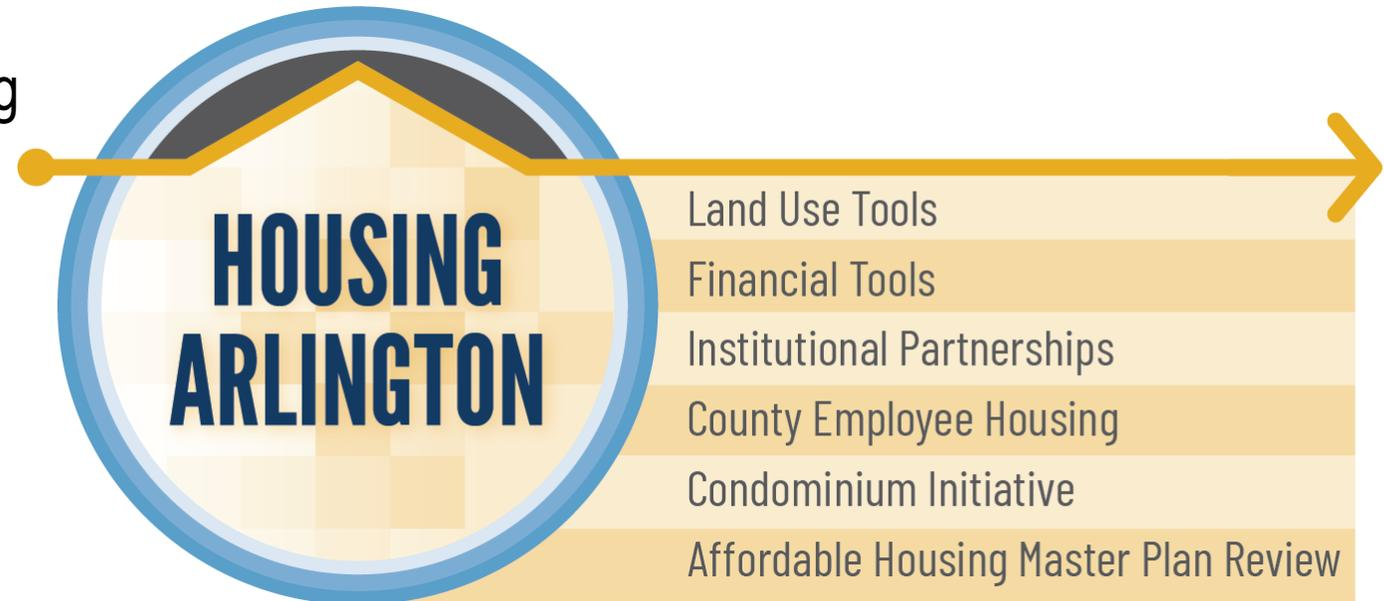 g
HOUSING
ARLINGTON
Land Use Tools
Financial Tools
Institutional Partnerships
County Employee Housing
Condominium Initiative
Affordable Housing Master Plan Review